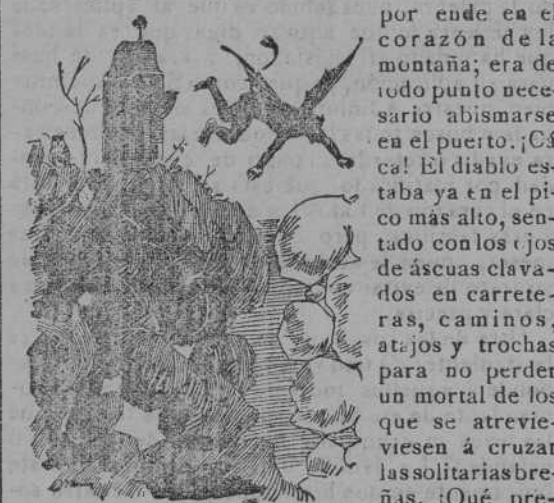 por ende en el
corazón de la
montaña; era de
todo punto nece-
sario abismarse
en el puerto. ¡Cá
ca! El diablo es-
taba ya en el pi-
co más alto, sen-
tado con los ojos
de áscuas clava-
dos en carrete-
ras, caminos,
atajos y trochas
para no perder
un mortal de los
que se atrevie-
viesen á cruzar
las solitarias bre-
ñas. ¡Qué pre-